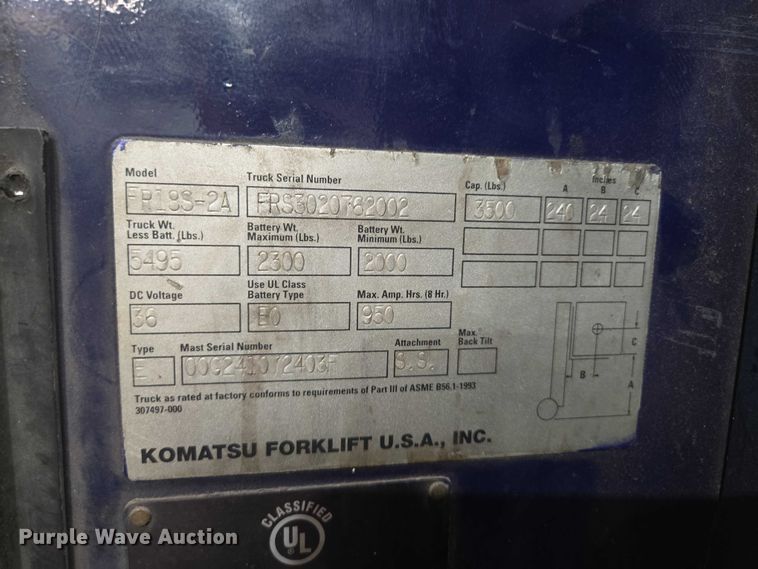 Model Truck Serial Number Cap. (Lbs.) A Inches B C
FR18S-2A FRS3020762002 3500 240 24 24
Truck Wt. Less Batt. (Lbs.) Battery Wt. Maximum (Lbs.) Battery Wt. Minimum (Lbs.)
5495 2300 2000
DC Voltage Use UL Class Battery Type Max. Amp. Hrs. (8 Hr.)
36 EO 950
Type Mast Serial Number Attachment Max. Back Tilt
E S.S.
B C A
Truck as rated at factory conforms to requirements of Part III of ASME B56.1-1993
307497-000
KOMATSU FORKLIFT U.S.A., INC.
CLASSIFIED
UL
Purple Wave Auction